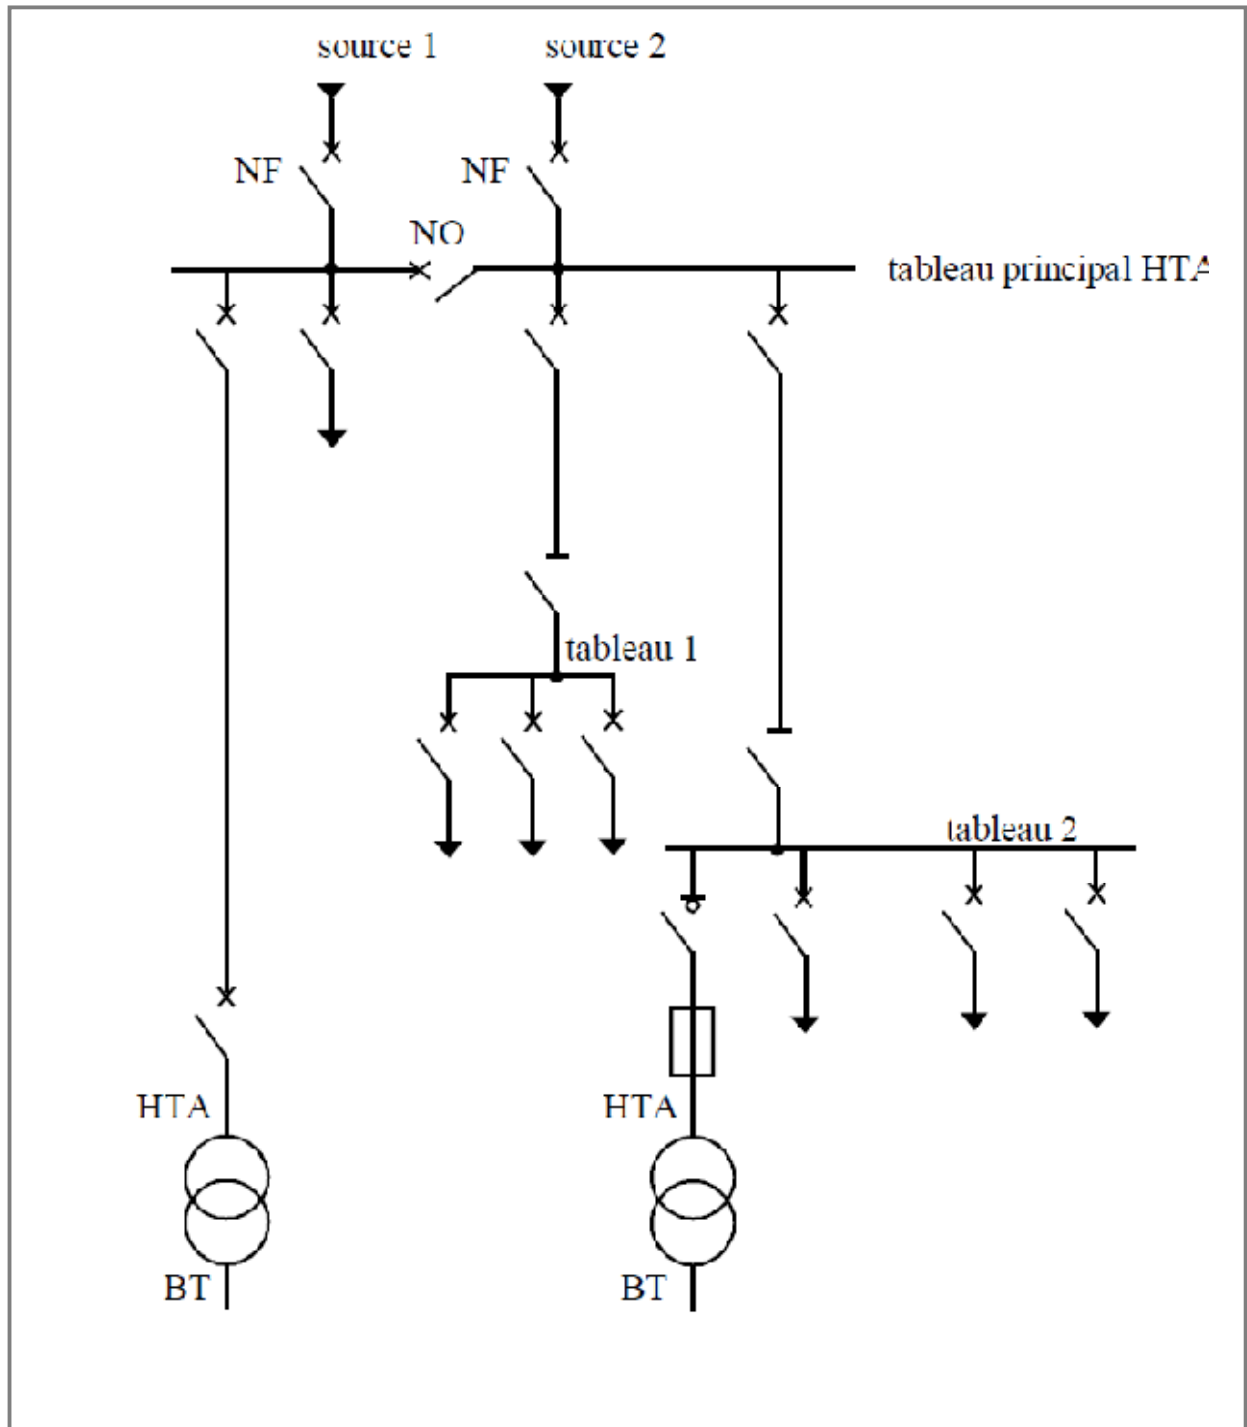 source 1
source 2
NF
NF
NO
tableau principal HTA
tableau 1
tableau 2
HTA
HTA
BT
BT